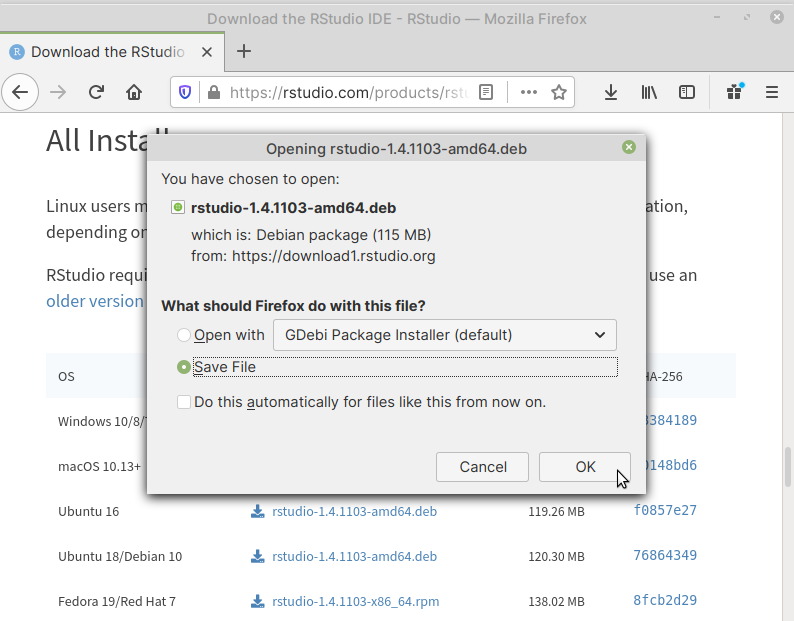 Download the RStudio IDE - RStudio — Mozilla Firefox
R Download the RStudio
https://rstudio.com/products/rstu
All Insta
Opening rstudio-1.4.1103-amd64.deb
You have chosen to open:
rstudio-1.4.1103-amd64.deb
which is: Debian package (115 MB)
from: https://download1.rstudio.org
What should Firefox do with this file?
Open with GDebi Package Installer (default)
Save File
Do this automatically for files like this from now on.
Cancel OK
Linux users m ation,
depending on
RStudio requi use an
older version
OS HA-256
Windows 10/8/7 3384189
macOS 10.13+ 0148bd6
Ubuntu 16 rstudio-1.4.1103-amd64.deb 119.26 MB f0857e27
Ubuntu 18/Debian 10 rstudio-1.4.1103-amd64.deb 120.30 MB 76864349
Fedora 19/Red Hat 7 rstudio-1.4.1103-x86_64.rpm 138.02 MB 8fcb2d29